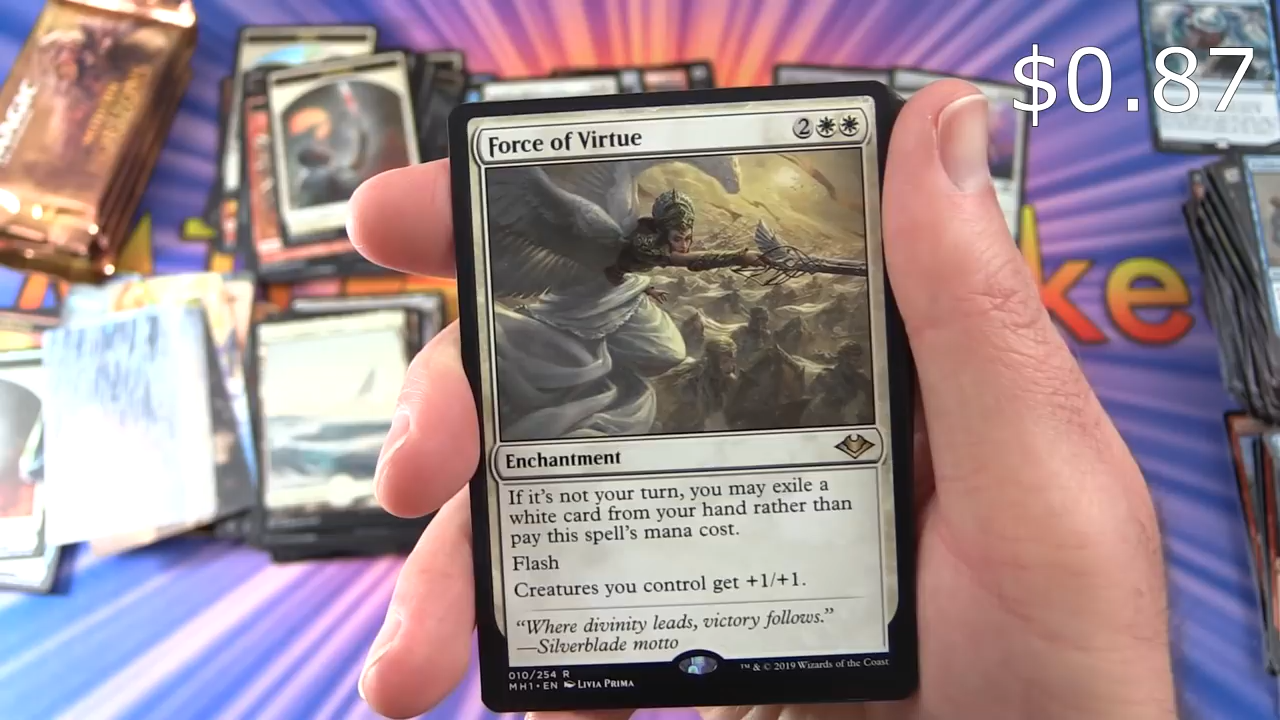 $0.87
Force of Virtue
2
Enchantment
If it's not your turn, you may exile a
white card from your hand rather than
pay this spell's mana cost.
Flash
Creatures you control get +1/+1.
"Where divinity leads, victory follows."
—Silverblade motto
010/254 R
MH1 • EN LIVIA PRIMA
™ & © 2019 Wizards of the Coast
ke